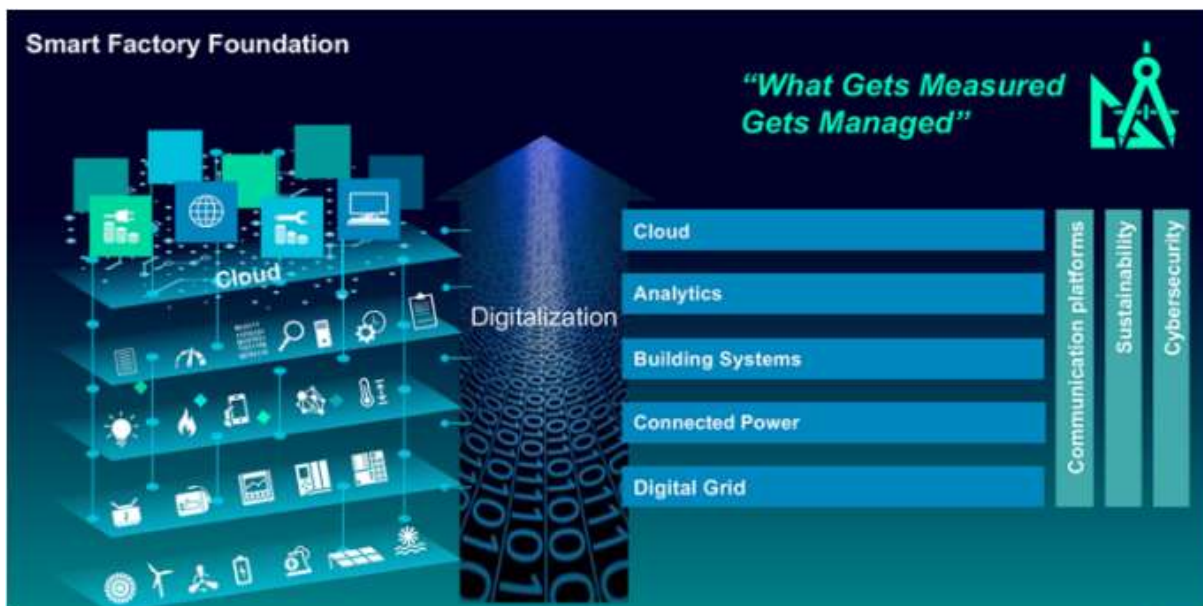 Smart Factory Foundation
“What Gets Measured
Gets Managed”
Cloud
Digitalization
Cloud
Analytics
Building Systems
Connected Power
Digital Grid
Communication platforms
Sustainability
Cybersecurity